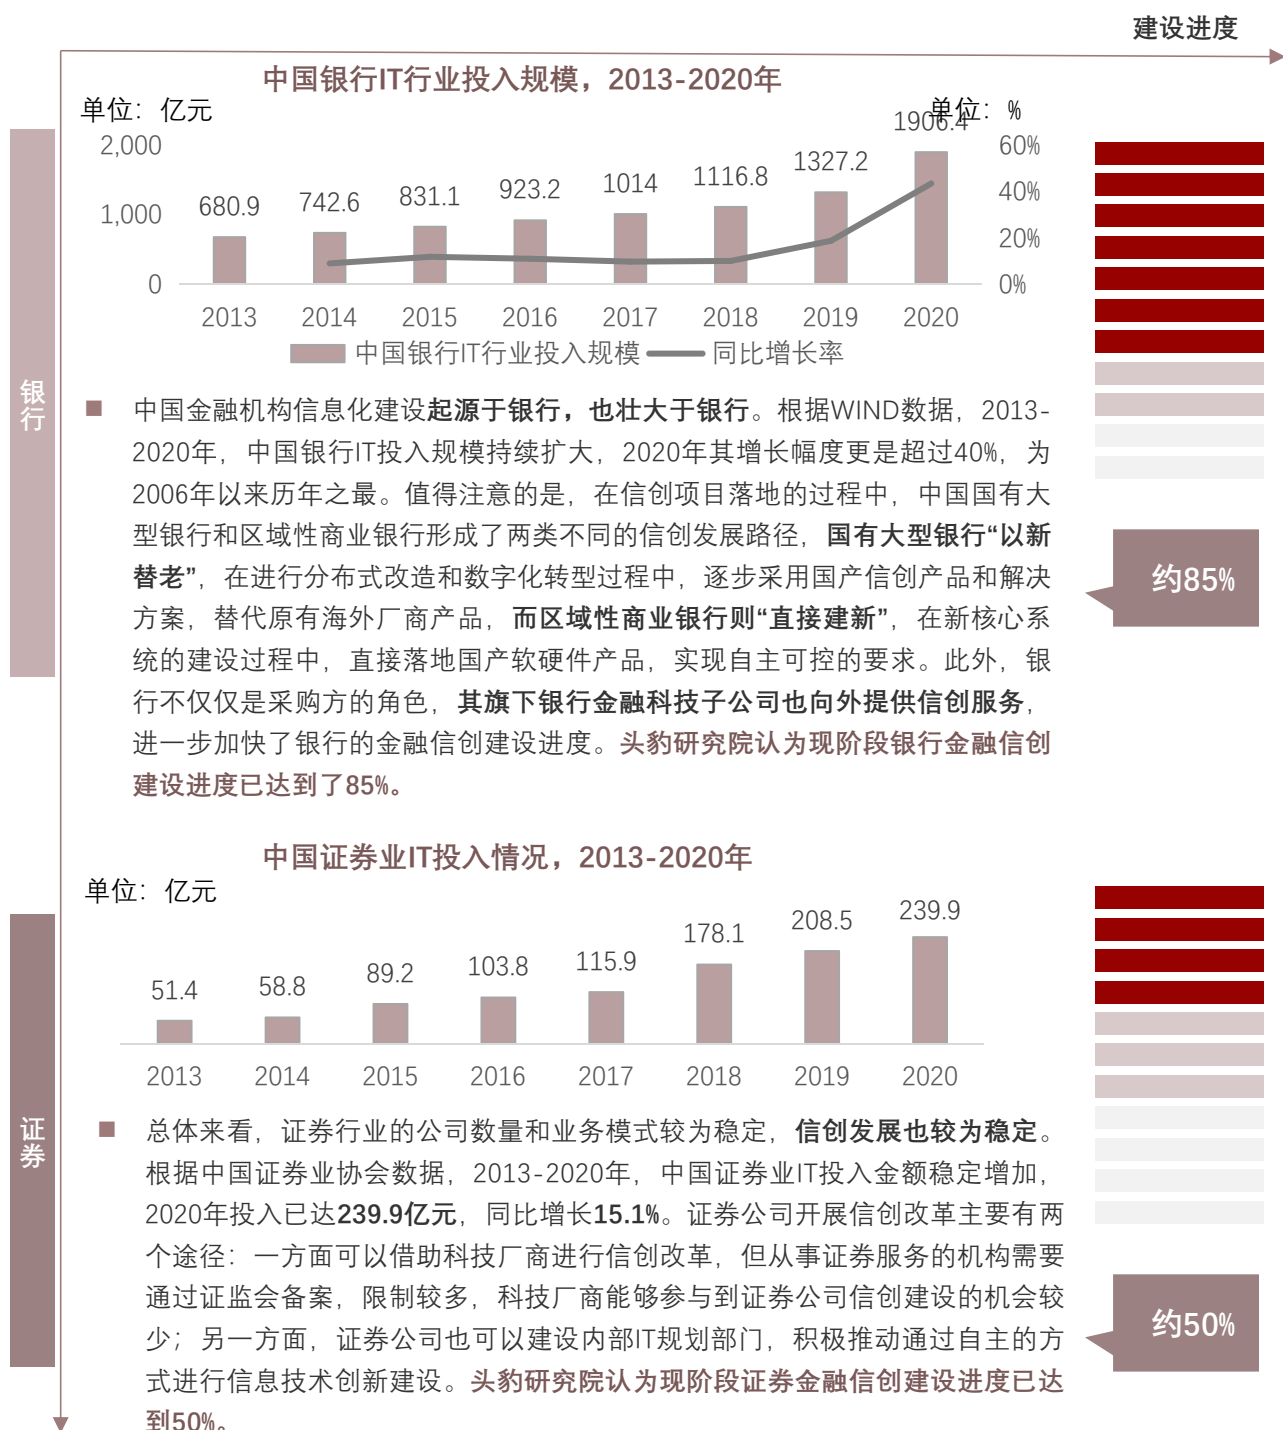 建设进度
中国银行IT行业投入规模，2013-2020年
单位：亿元
单位：%
2,000
1,000
0
60%
40%
20%
0%
680.9
742.6
831.1
923.2
1014
1116.8
1327.2
1906.4
2013
2014
2015
2016
2017
2018
2019
2020
中国银行IT行业投入规模
同比增长率
银行
中国金融机构信息化建设起源于银行，也壮大于银行。根据WIND数据，2013-
2020年，中国银行IT投入规模持续扩大，2020年其增长幅度更是超过40%，为
2006年以来历年之最。值得注意的是，在信创项目落地的过程中，中国国有大
型银行和区域性商业银行形成了两类不同的信创发展路径，国有大型银行“以新
替老”，在进行分布式改造和数字化转型过程中，逐步采用国产信创产品和解决
方案，替代原有海外厂商产品，而区域性商业银行则“直接建新”，在新核心系
统的建设过程中，直接落地国产软硬件产品，实现自主可控的要求。此外，银
行不仅仅是采购方的角色，其旗下银行金融科技子公司也向外提供信创服务，
进一步加快了银行的金融信创建设进度。头豹研究院认为现阶段银行金融信创
建设进度已达到了85%。
约85%
中国证券业IT投入情况，2013-2020年
单位：亿元
51.4
58.8
89.2
103.8
115.9
178.1
208.5
239.9
2013
2014
2015
2016
2017
2018
2019
2020
证券
总体来看，证券行业的公司数量和业务模式较为稳定，信创发展也较为稳定。
根据中国证券业协会数据，2013-2020年，中国证券业IT投入金额稳定增加，
2020年投入已达239.9亿元，同比增长15.1%。证券公司开展信创改革主要有两
个途径：一方面可以借助科技厂商进行信创改革，但从事证券服务的机构需要
通过证监会备案，限制较多，科技厂商能够参与到证券公司信创建设的机会较
少；另一方面，证券公司也可以建设内部IT规划部门，积极推动通过自主的方
式进行信息技术创新建设。头豹研究院认为现阶段证券金融信创建设进度已达
到50%。
约50%